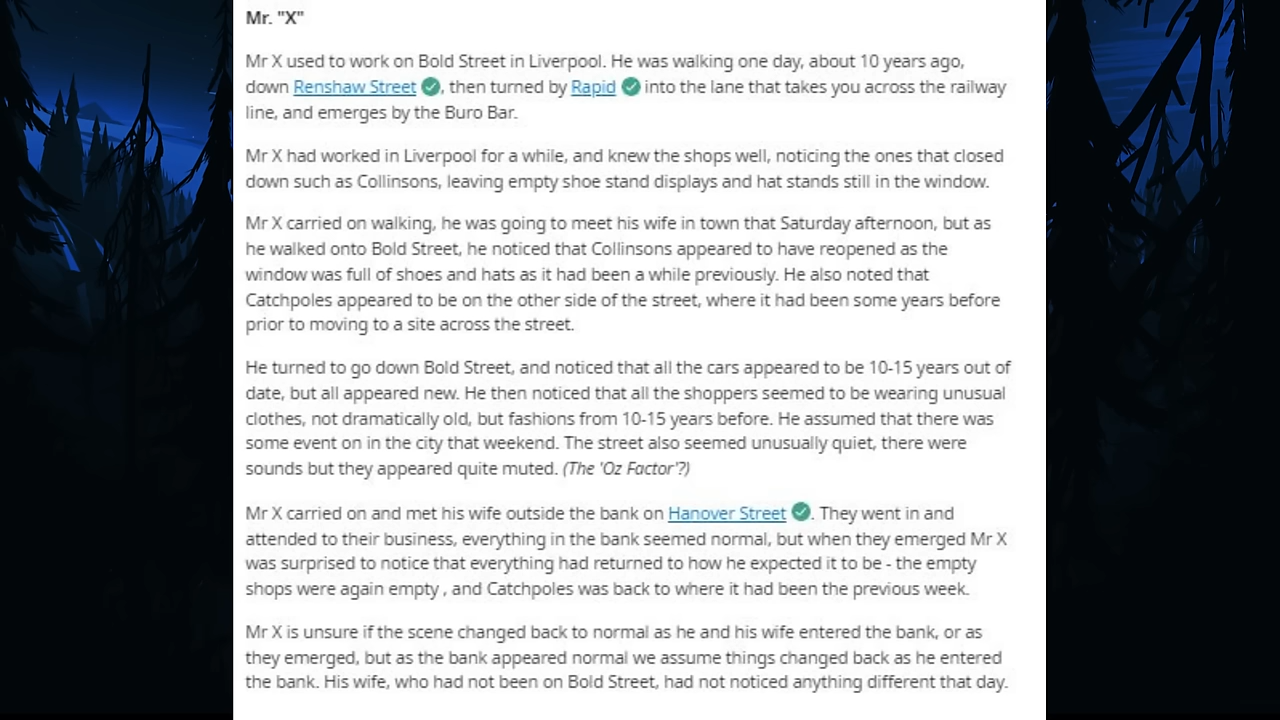 Mr. "X"
Mr X used to work on Bold Street in Liverpool. He was walking one day, about 10 years ago,
down Renshaw Street , then turned by Rapid into the lane that takes you across the railway
line, and emerges by the Buro Bar.
Mr X had worked in Liverpool for a while, and knew the shops well, noticing the ones that closed
down such as Collinsons, leaving empty shoe stand displays and hat stands still in the window.
Mr X carried on walking, he was going to meet his wife in town that Saturday afternoon, but as
he walked onto Bold Street, he noticed that Collinsons appeared to have reopened as the
window was full of shoes and hats as it had been a while previously. He also noted that
Catchpoles appeared to be on the other side of the street, where it had been some years before
prior to moving to a site across the street.
He turned to go down Bold Street, and noticed that all the cars appeared to be 10-15 years out of
date, but all appeared new. He then noticed that all the shoppers seemed to be wearing unusual
clothes, not dramatically old, but fashions from 10-15 years before. He assumed that there was
some event on in the city that weekend. The street also seemed unusually quiet, there were
sounds but they appeared quite muted. (The 'Oz Factor'?)
Mr X carried on and met his wife outside the bank on Hanover Street . They went in and
attended to their business, everything in the bank seemed normal, but when they emerged Mr X
was surprised to notice that everything had returned to how he expected it to be - the empty
shops were again empty , and Catchpoles was back to where it had been the previous week.
Mr X is unsure if the scene changed back to normal as he and his wife entered the bank, or as
they emerged, but as the bank appeared normal we assume things changed back as he entered
the bank. His wife, who had not been on Bold Street, had not noticed anything different that day.